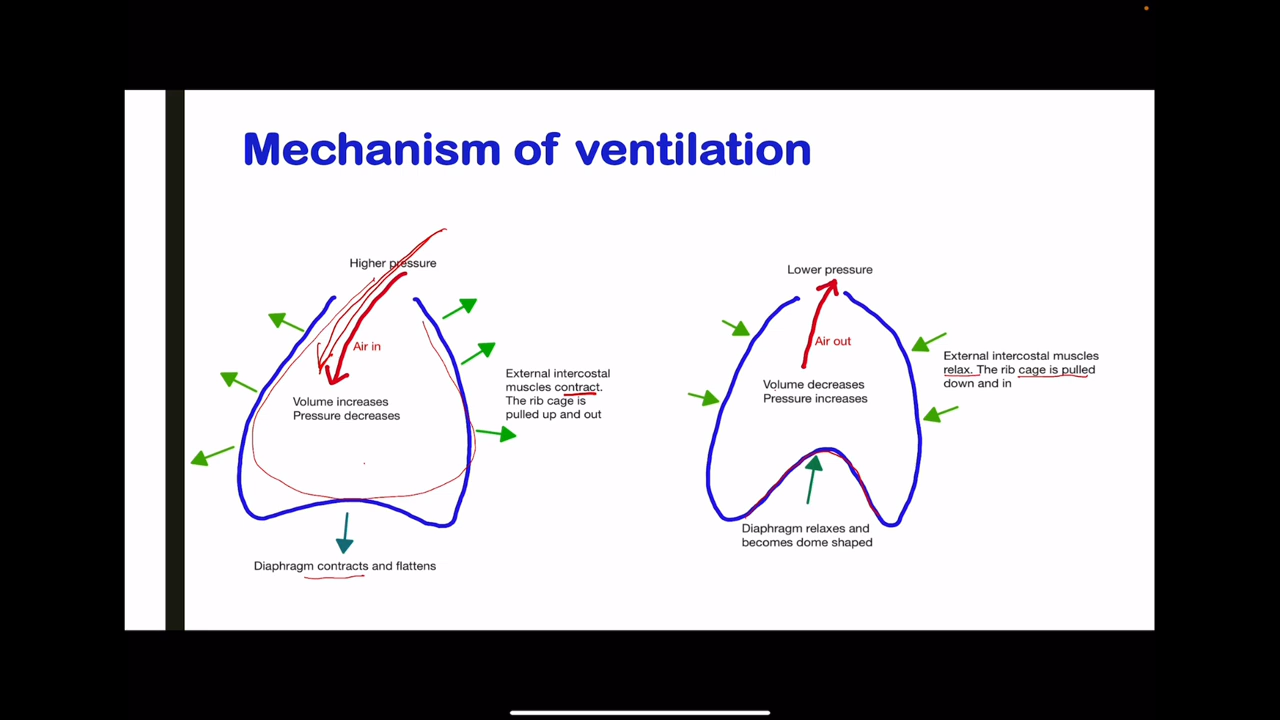 Mechanism of ventilation
Higher pressure
Air in
Volume increases
Pressure decreases
External intercostal
muscles contract.
The rib cage is
pulled up and out
Diaphragm contracts and flattens
Lower pressure
Air out
Volume decreases
Pressure increases
External intercostal muscles
relax. The rib cage is pulled
down and in
Diaphragm relaxes and
becomes dome shaped